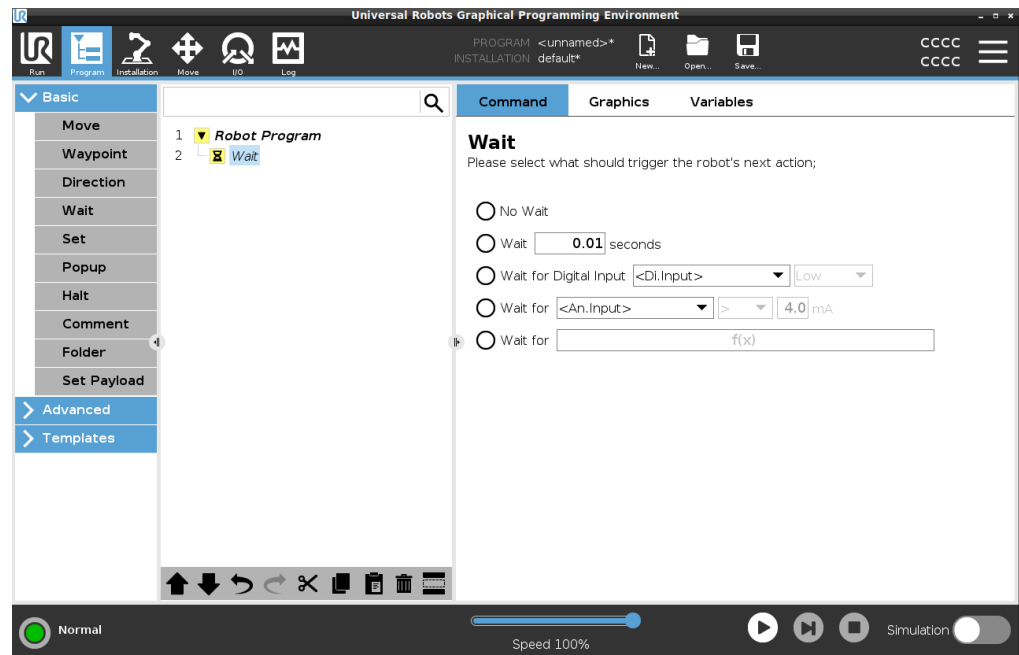 Universal Robots Graphical Programming Environment
UR
Run
Program
Installation
Move
I/O
Log
PROGRAM <unnamed>*
INSTALLATION default*
New...
Open...
Save...
CCCC
CCCC
Basic
Move
Waypoint
Direction
Wait
Set
Popup
Halt
Comment
Folder
Set Payload
Advanced
Templates
1 Robot Program
2 Wait
Command Graphics Variables
Wait
Please select what should trigger the robot's next action;
No Wait
Wait 0.01 seconds
Wait for Digital Input <Di.Input> Low
Wait for <An.Input> > 4.0 mA
Wait for f(x)
Normal
Speed 100%
Simulation